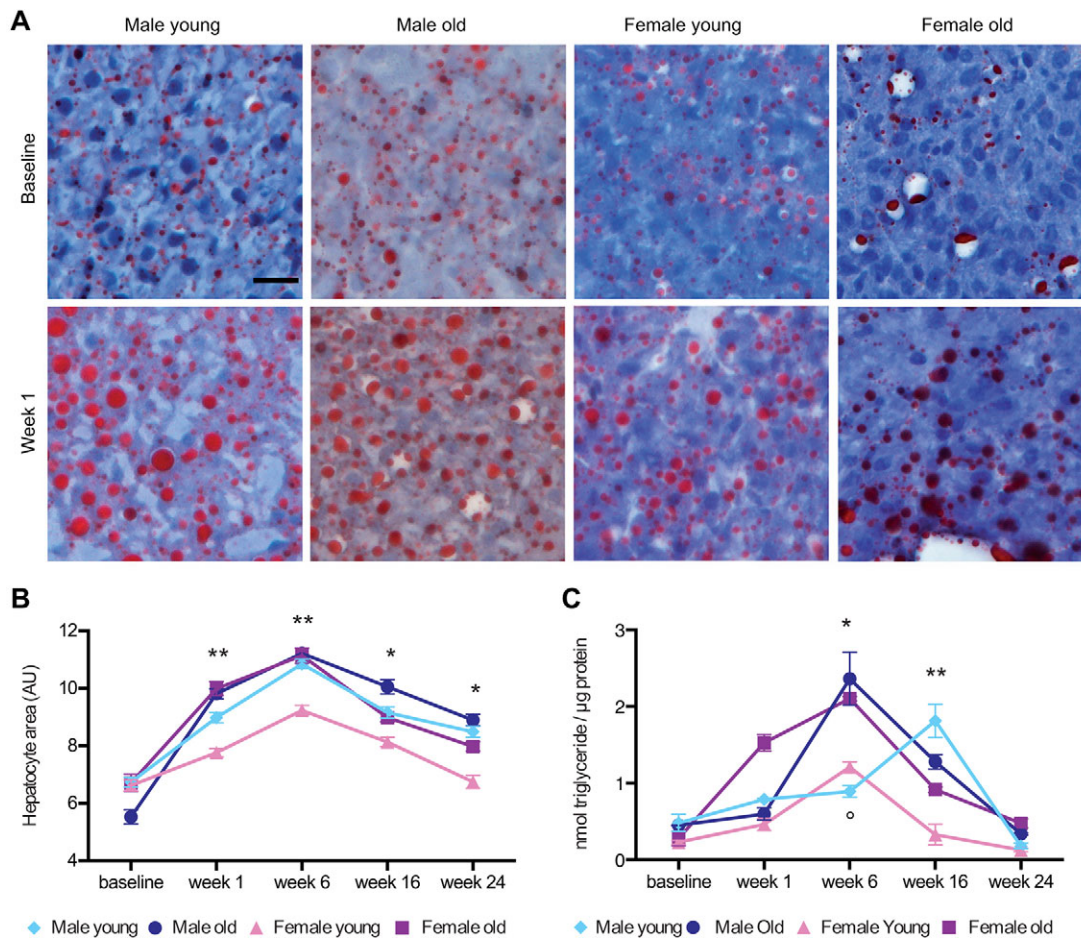 A
Male young Male old Female young Female old
Baseline
Week 1
B
** ** * *
12
10
8
6
4
Hepatocyte area (AU)
baseline week 1 week 6 week 16 week 24
Male young Male old Female young Female old
C
* **
3
2
1
0
nmol triglyceride / µg protein
baseline week 1 week 6 week 16 week 24
Male young Male Old Female Young Female old